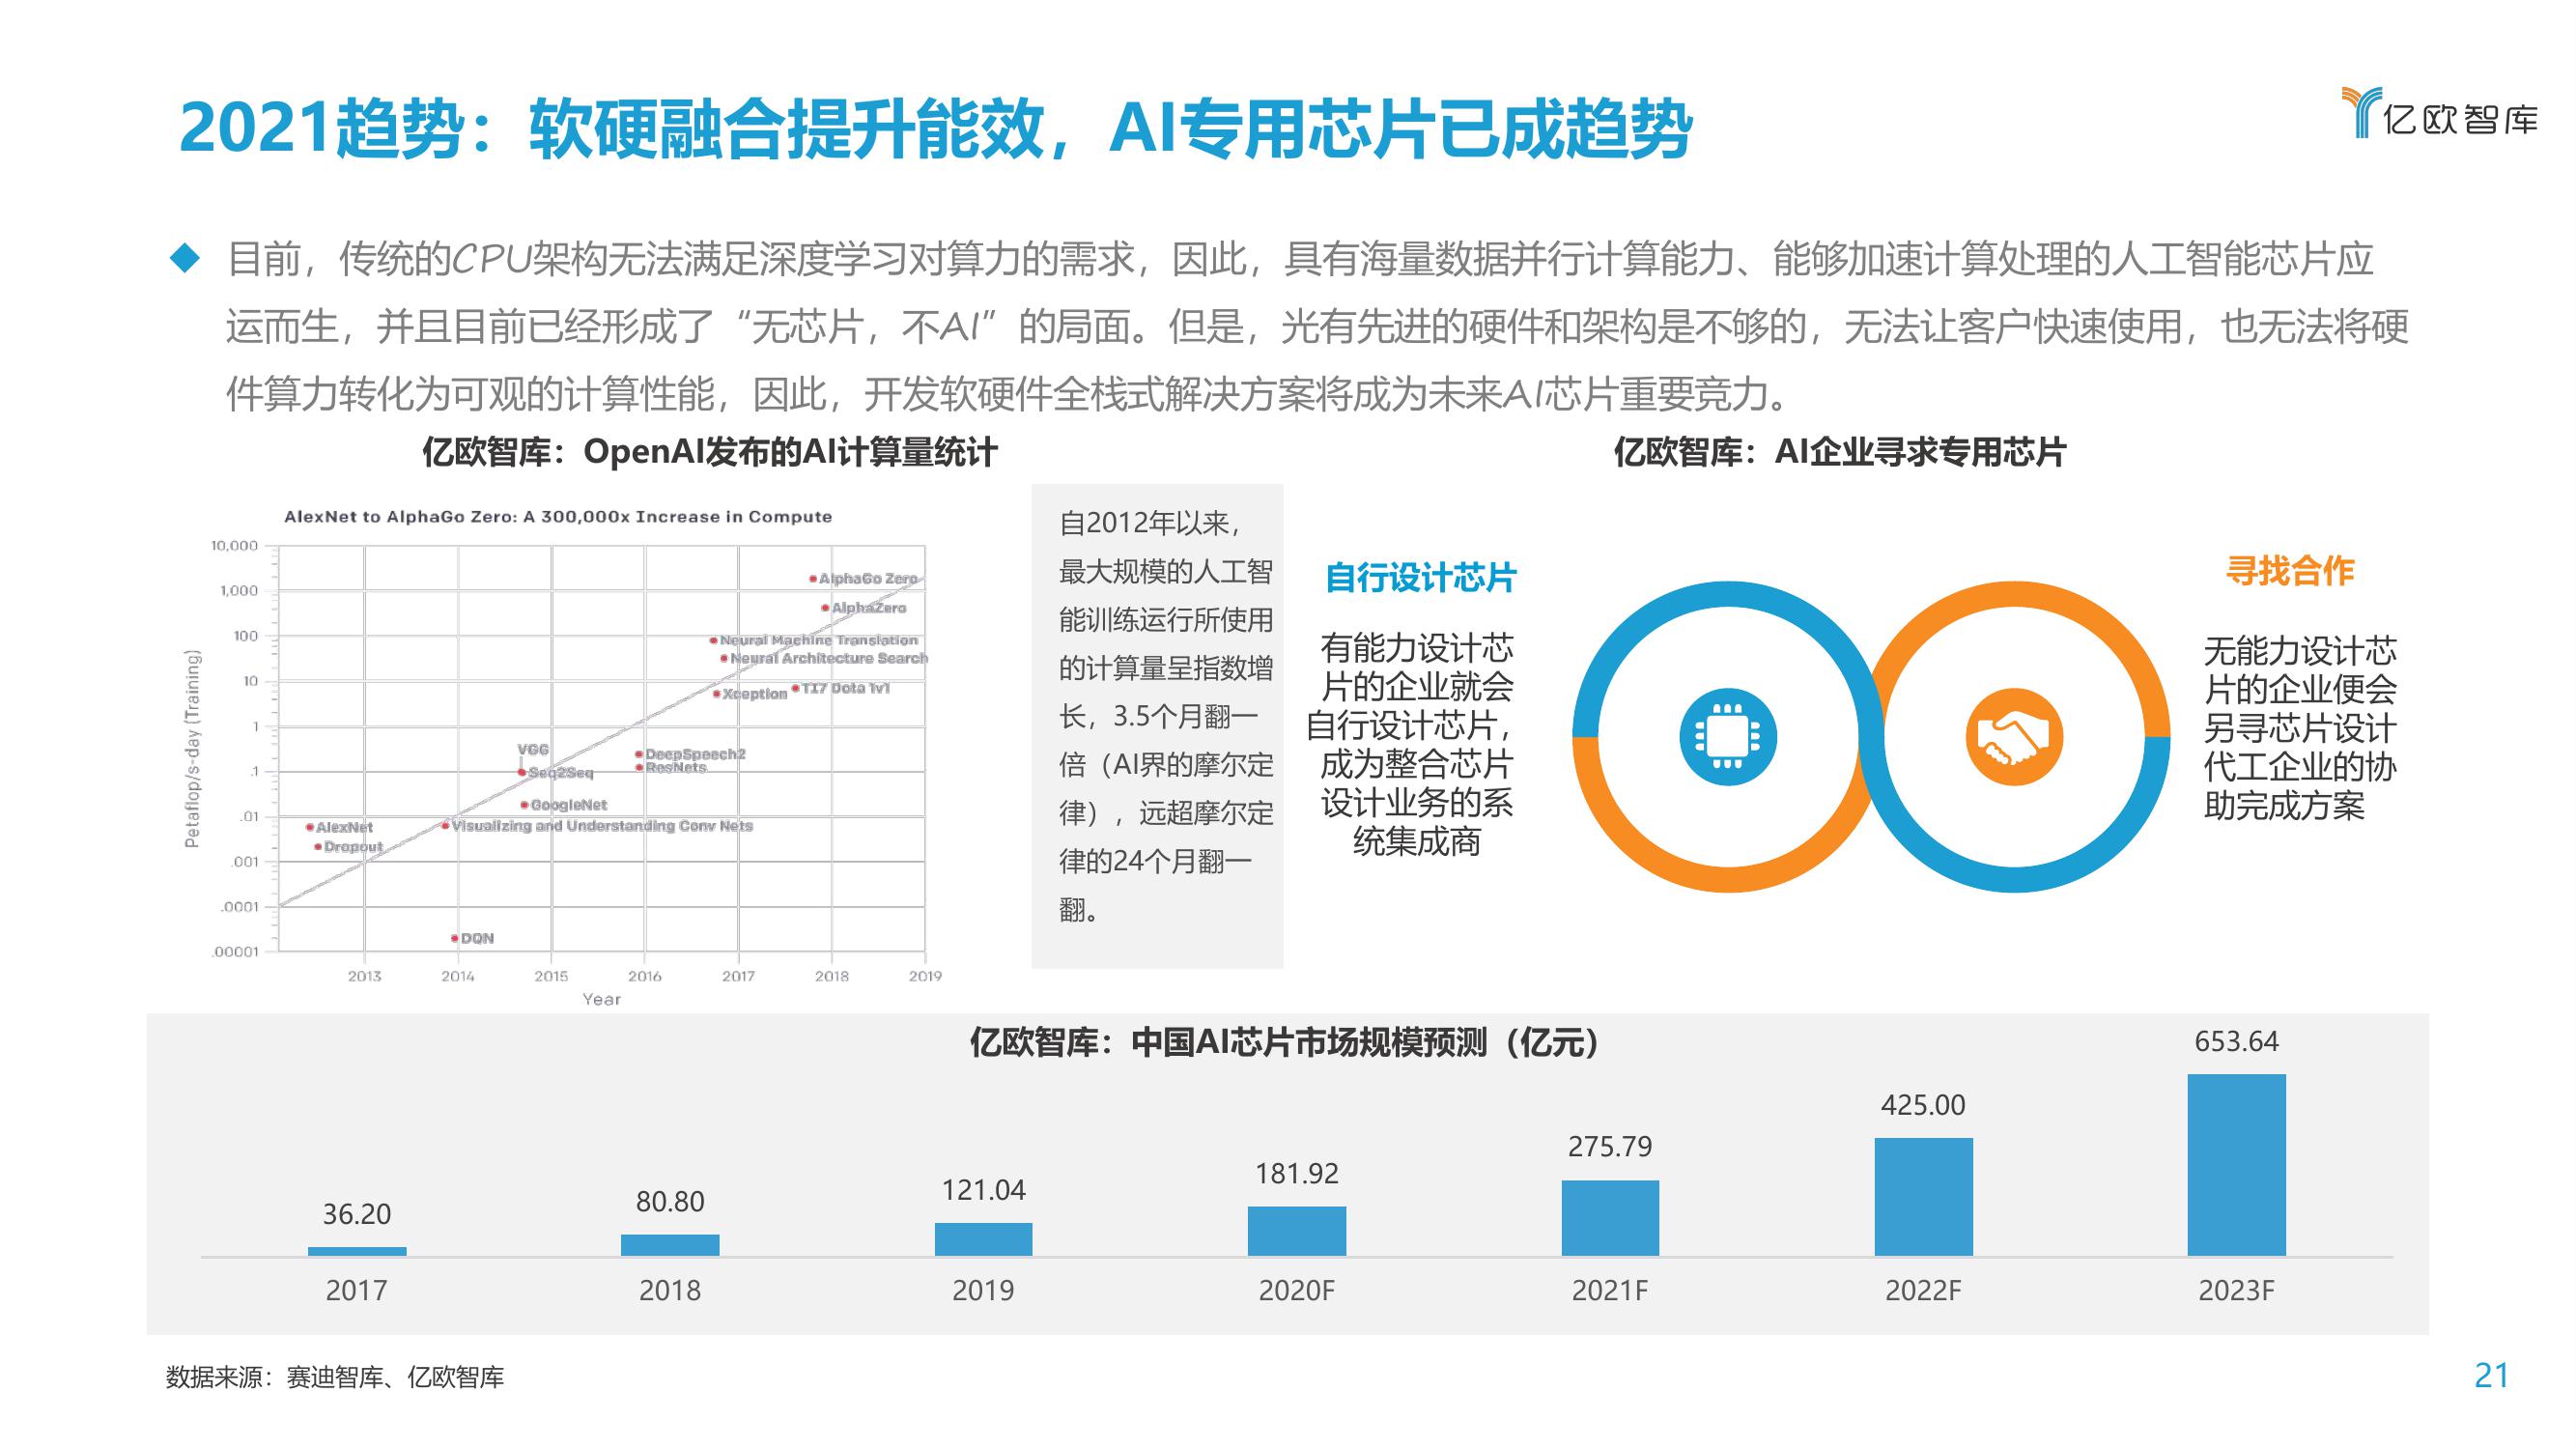 2021趋势：软硬融合提升能效，AI专用芯片已成趋势
亿欧智库
目前，传统的CPU架构无法满足深度学习对算力的需求，因此，具有海量数据并行计算能力、能够加速计算处理的人工智能芯片应
运而生，并且目前已经形成了“无芯片，不AI”的局面。但是，光有先进的硬件和架构是不够的，无法让客户快速使用，也无法将硬
件算力转化为可观的计算性能，因此，开发软硬件全栈式解决方案将成为未来AI芯片重要竞力。
亿欧智库：OpenAI发布的AI计算量统计
AlexNet to AlphaGo Zero: A 300,000x Increase in Compute
Petaflop/s-day (Training)
10,000
1,000
100
10
1
.1
.01
.001
.0001
.00001
AlphaGo Zero
AlphaZero
Neural Machine Translation
Neural Architecture Search
Xception
TI7 Dota 1v1
VGG
DeepSpeech2
ResNets
Seq2Seq
GoogleNet
AlexNet
Visualizing and Understanding Conv Nets
Dropout
DQN
2013
2014
2015
2016
2017
2018
2019
Year
自2012年以来，
最大规模的人工智
能训练运行所使用
的计算量呈指数增
长，3.5个月翻一
倍（AI界的摩尔定
律），远超摩尔定
律的24个月翻一
翻。
亿欧智库：AI企业寻求专用芯片
自行设计芯片
有能力设计芯
片的企业就会
自行设计芯片，
成为整合芯片
设计业务的系
统集成商
寻找合作
无能力设计芯
片的企业便会
另寻芯片设计
代工企业的协
助完成方案
亿欧智库：中国AI芯片市场规模预测（亿元）
36.20
80.80
121.04
181.92
275.79
425.00
653.64
2017
2018
2019
2020F
2021F
2022F
2023F
数据来源：赛迪智库、亿欧智库
21